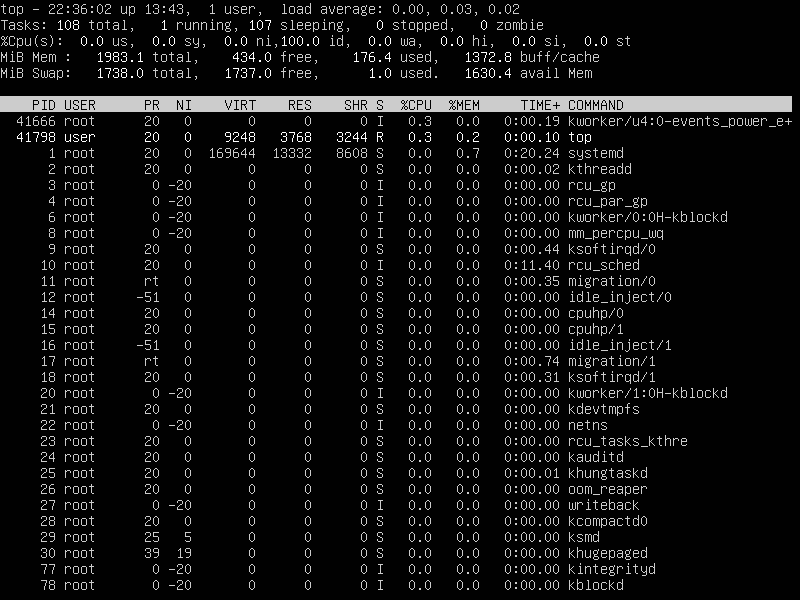 top - 22:36:02 up 13:43,  1 user,  load average: 0.00, 0.03, 0.02
Tasks: 108 total,   1 running, 107 sleeping,   0 stopped,   0 zombie
%Cpu(s):  0.0 us,  0.0 sy,  0.0 ni,100.0 id,  0.0 wa,  0.0 hi,  0.0 si,  0.0 st
MiB Mem :   1983.1 total,    434.0 free,    176.4 used,   1372.8 buff/cache
MiB Swap:   1738.0 total,   1737.0 free,      1.0 used.   1630.4 avail Mem
    PID USER      PR  NI    VIRT    RES    SHR S  %CPU  %MEM     TIME+ COMMAND
  41666 root      20   0       0      0      0 I   0.3   0.0   0:00.19 kworker/u4:0-events_power_e+
  41798 user      20   0    9248   3768   3244 R   0.3   0.2   0:00.10 top
      1 root      20   0  169644  13332   8608 S   0.0   0.7   0:20.24 systemd
      2 root      20   0       0      0      0 S   0.0   0.0   0:00.02 kthreadd
      3 root       0 -20       0      0      0 I   0.0   0.0   0:00.00 rcu_gp
      4 root       0 -20       0      0      0 I   0.0   0.0   0:00.00 rcu_par_gp
      6 root       0 -20       0      0      0 I   0.0   0.0   0:00.00 kworker/0:0H-kblockd
      8 root       0 -20       0      0      0 I   0.0   0.0   0:00.00 mm_percpu_wq
      9 root      20   0       0      0      0 S   0.0   0.0   0:00.44 ksoftirqd/0
     10 root      20   0       0      0      0 I   0.0   0.0   0:11.40 rcu_sched
     11 root      rt   0       0      0      0 S   0.0   0.0   0:00.35 migration/0
     12 root     -51   0       0      0      0 S   0.0   0.0   0:00.00 idle_inject/0
     14 root      20   0       0      0      0 S   0.0   0.0   0:00.00 cpuhp/0
     15 root      20   0       0      0      0 S   0.0   0.0   0:00.00 cpuhp/1
     16 root     -51   0       0      0      0 S   0.0   0.0   0:00.00 idle_inject/1
     17 root      rt   0       0      0      0 S   0.0   0.0   0:00.74 migration/1
     18 root      20   0       0      0      0 S   0.0   0.0   0:00.31 ksoftirqd/1
     20 root       0 -20       0      0      0 I   0.0   0.0   0:00.00 kworker/1:0H-kblockd
     21 root      20   0       0      0      0 S   0.0   0.0   0:00.00 kdevtmpfs
     22 root       0 -20       0      0      0 I   0.0   0.0   0:00.00 netns
     23 root      20   0       0      0      0 S   0.0   0.0   0:00.00 rcu_tasks_kthre
     24 root      20   0       0      0      0 S   0.0   0.0   0:00.00 kauditd
     25 root      20   0       0      0      0 S   0.0   0.0   0:00.01 khungtaskd
     26 root      20   0       0      0      0 S   0.0   0.0   0:00.00 oom_reaper
     27 root       0 -20       0      0      0 I   0.0   0.0   0:00.00 writeback
     28 root      20   0       0      0      0 S   0.0   0.0   0:00.00 kcompactd0
     29 root      25   5       0      0      0 S   0.0   0.0   0:00.00 ksmd
     30 root      39  19       0      0      0 S   0.0   0.0   0:00.00 khugepaged
     77 root       0 -20       0      0      0 I   0.0   0.0   0:00.00 kintegrityd
     78 root       0 -20       0      0      0 I   0.0   0.0   0:00.00 kblockd